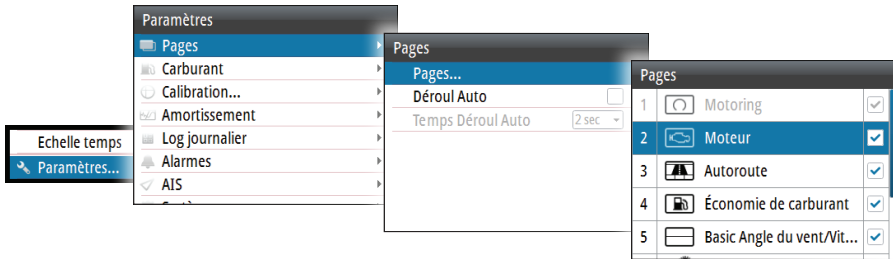 Echelle temps
Paramètres...
Paramètres
Pages
Carburant
Calibration...
Amortissement
Log journalier
Alarmes
AIS
Pages
Pages...
Déroul Auto
Temps Déroul Auto 2 sec
Pages
1 Motoring
2 Moteur
3 Autoroute
4 Économie de carburant
5 Basic Angle du vent/Vit...